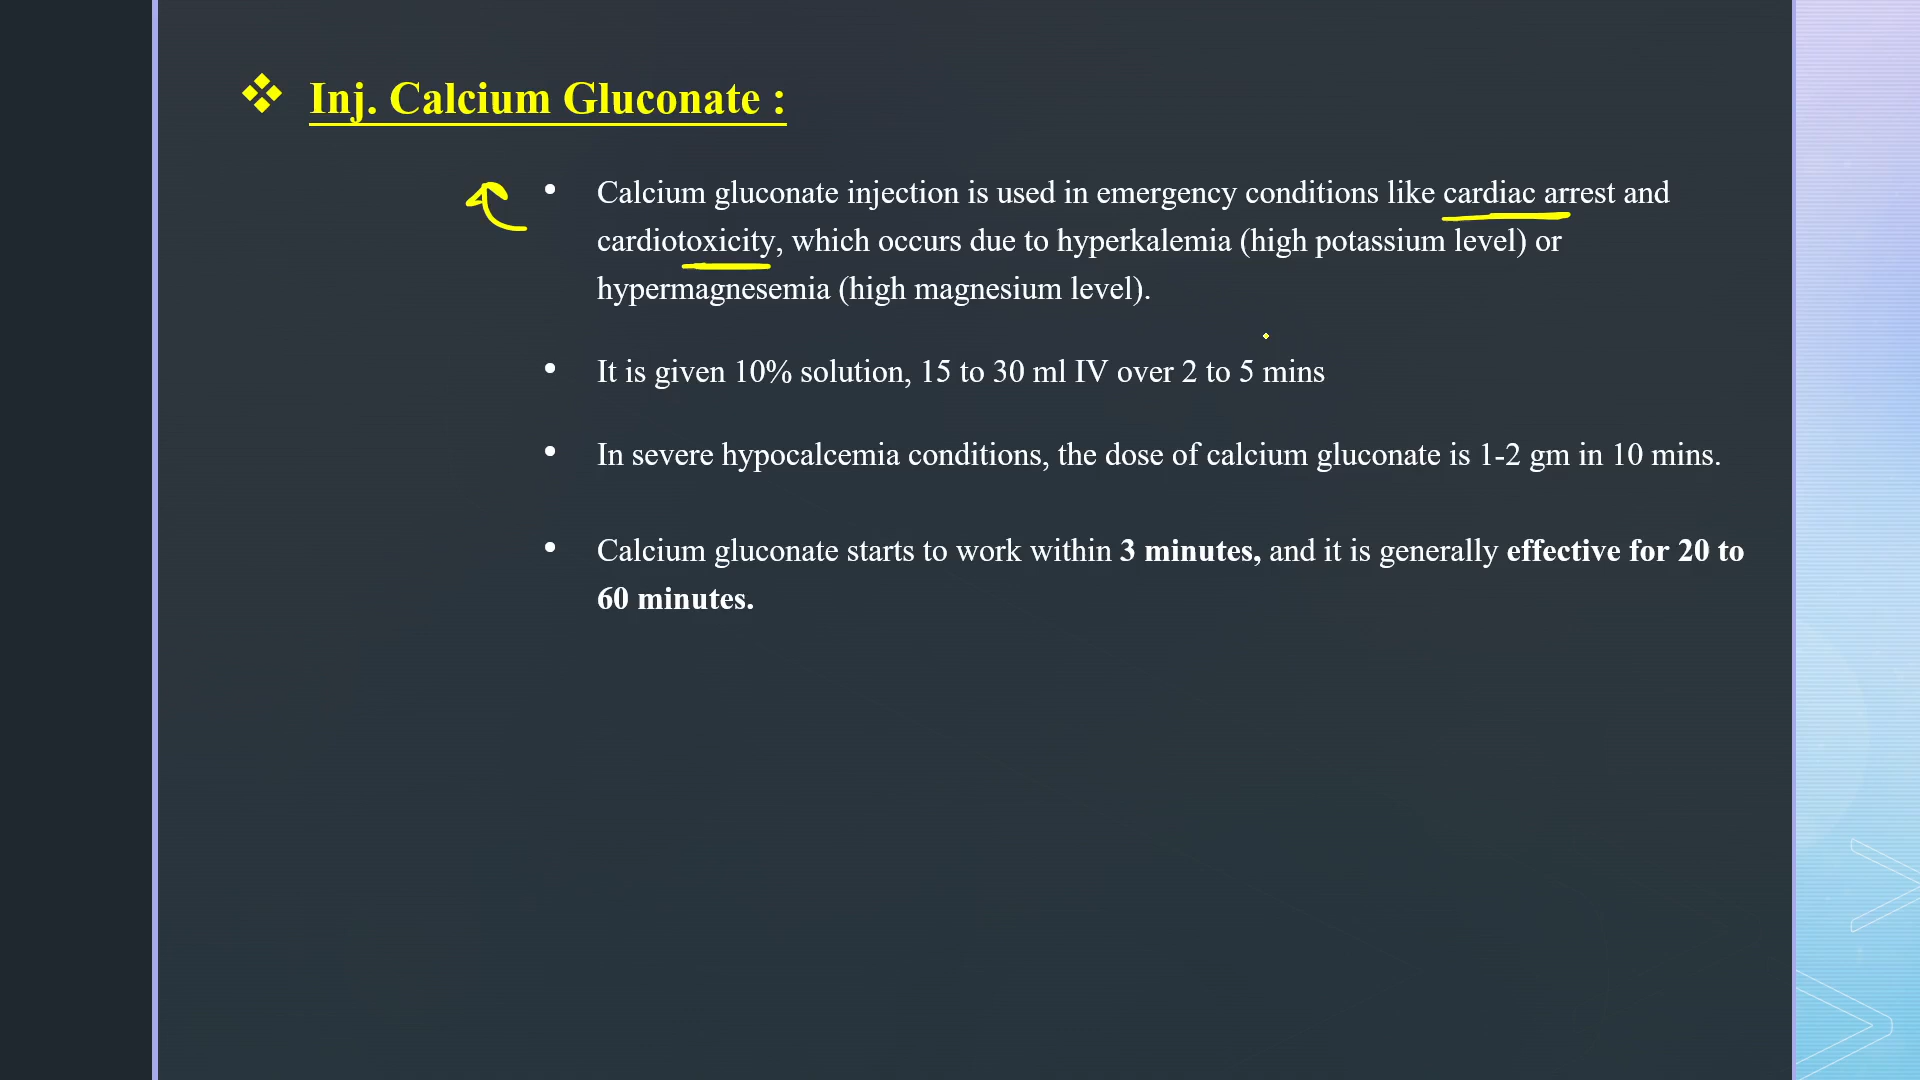 ❖ Inj. Calcium Gluconate :
• Calcium gluconate injection is used in emergency conditions like cardiac arrest and
cardiotoxicity, which occurs due to hyperkalemia (high potassium level) or
hypermagnesemia (high magnesium level).
• It is given 10% solution, 15 to 30 ml IV over 2 to 5 mins
• In severe hypocalcemia conditions, the dose of calcium gluconate is 1-2 gm in 10 mins.
• Calcium gluconate starts to work within 3 minutes, and it is generally effective for 20 to
60 minutes.